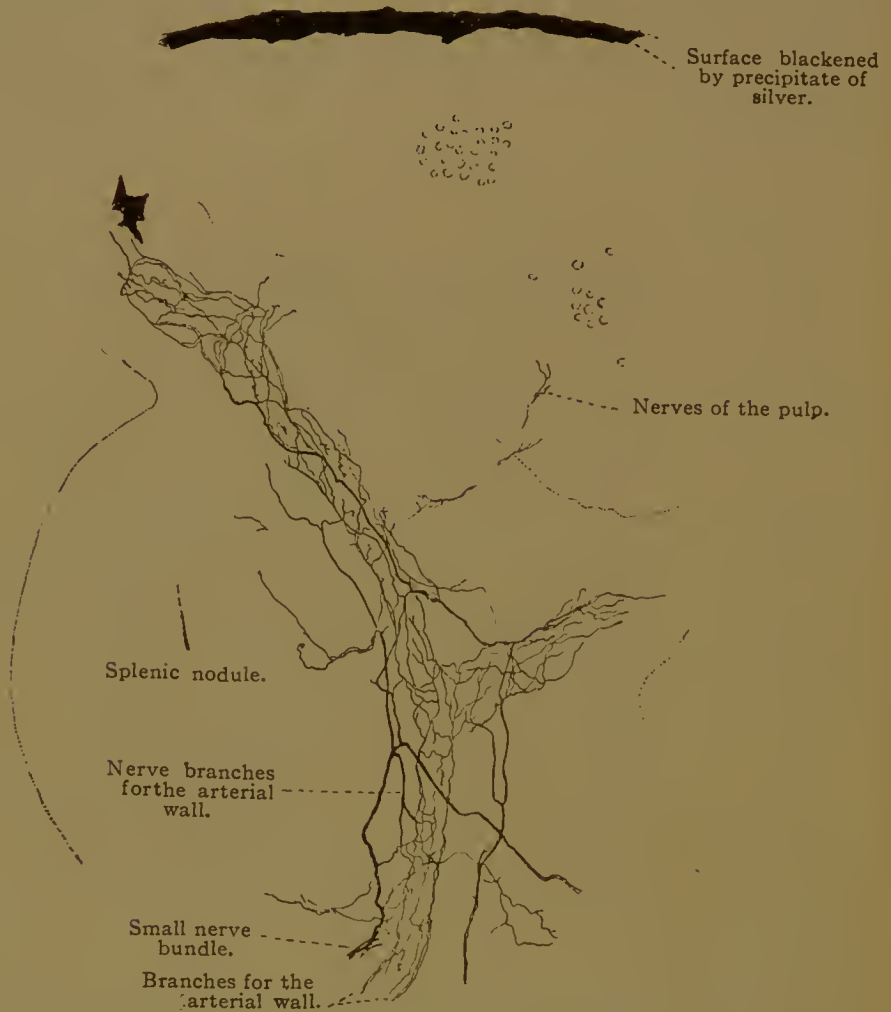 Surface blackened
by precipitate of
silver.
Nerves of the pulp.
Splenic nodule.
Nerve branches
forthe arterial
wall.
Small nerve
bundle.
Branches for the
arterial wall.